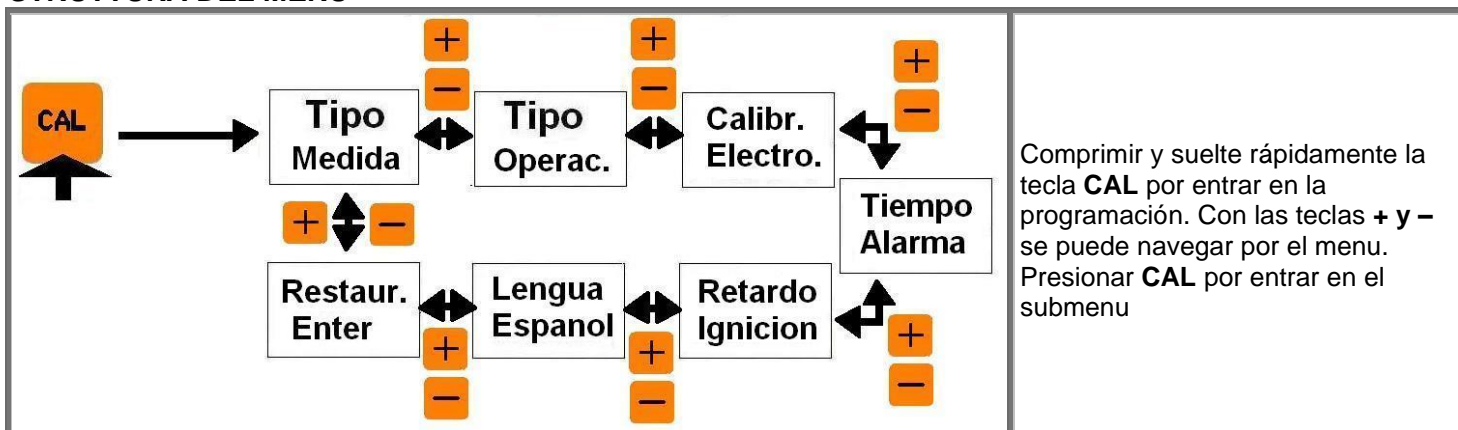 CAL
Tipo
Medida
+
−
Tipo
Operac.
+
−
Calibr.
Electro.
+
−
Tiempo
Alarma
+ −
Restaur.
Enter
+
−
Lengua
Espanol
+
−
Retardo
Ignicion
+
−
Comprimir y suelte rápidamente la
tecla CAL por entrar en la
programación. Con las teclas + y –
se puede navegar por el menu.
Presionar CAL por entrar en el
submenu